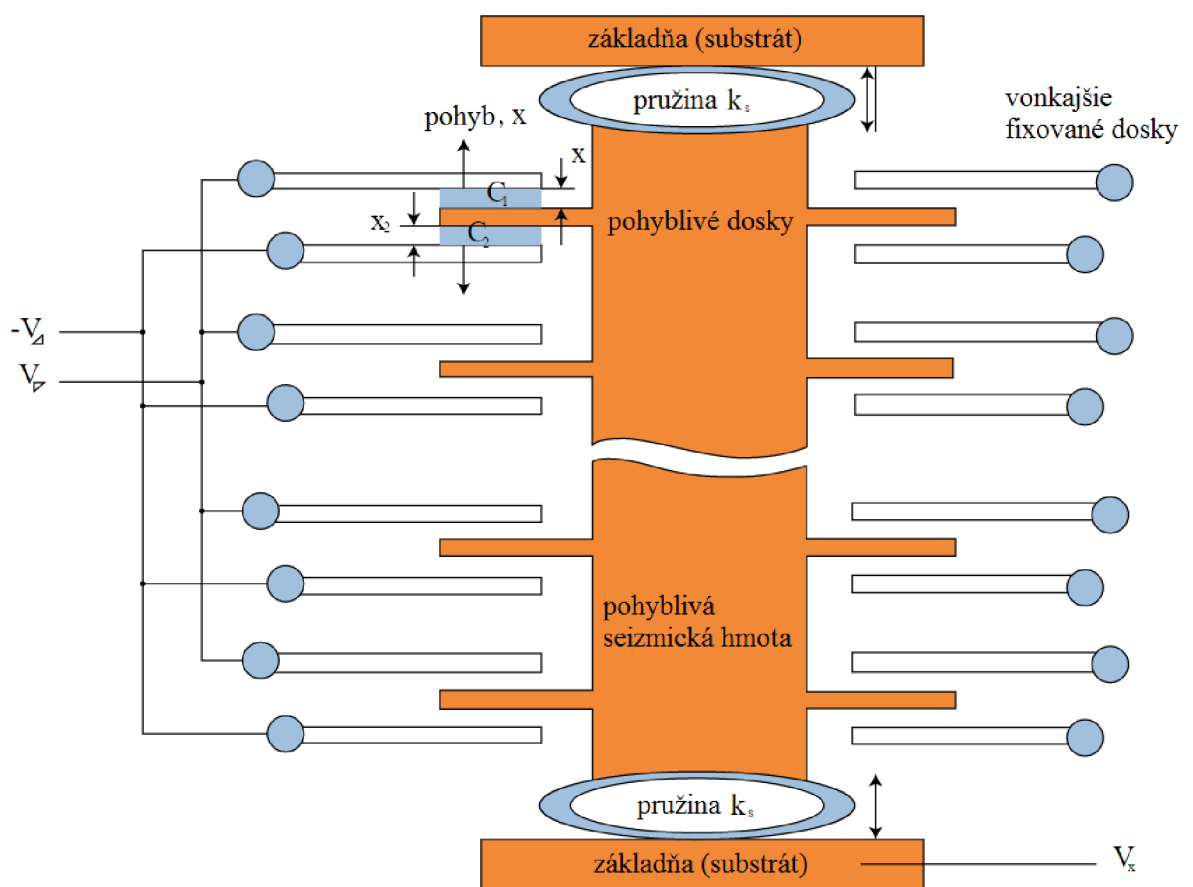 základňa (substrát)
pružina kₛ
vonkajšie
fixované dosky
pohyb, x
x
C₁
pohyblivé dosky
x₂
C₂
-V
V
pohyblivá
seizmická hmota
pružina kₛ
základňa (substrát)
Vₓ